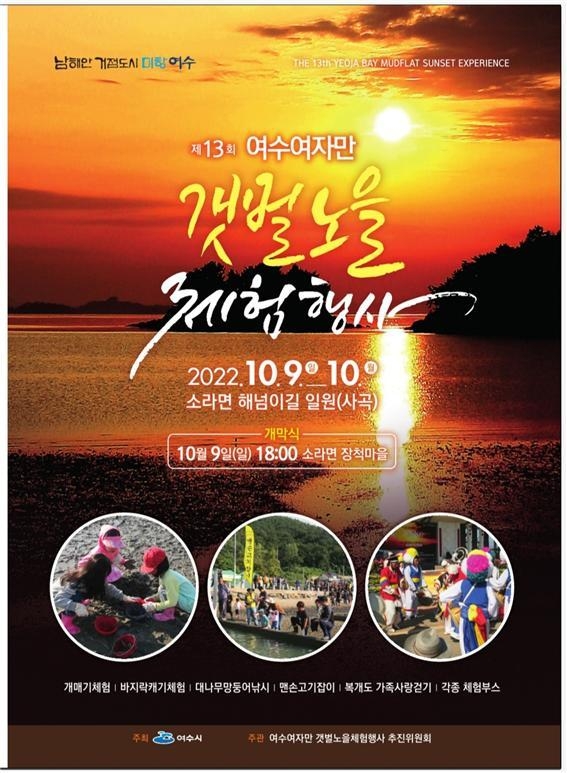 남해안 거점도시 미항 여수
THE 13th YEOJA BAY MUDFLAT SUNSET EXPERIENCE
제13회 여수여자만
갯벌노을
체험행사
2022.10.9.일_10.월
소라면 해넘이길 일원(사곡)
개막식
10월 9일(일) 18:00 소라면 장척마을
개매기체험 | 바지락캐기체험 | 대나무망둥어낚시 | 맨손고기잡이 | 복개도 가족사랑걷기 | 각종 체험부스
주최 여수시 주관 여수여자만 갯벌노을체험행사 추진위원회